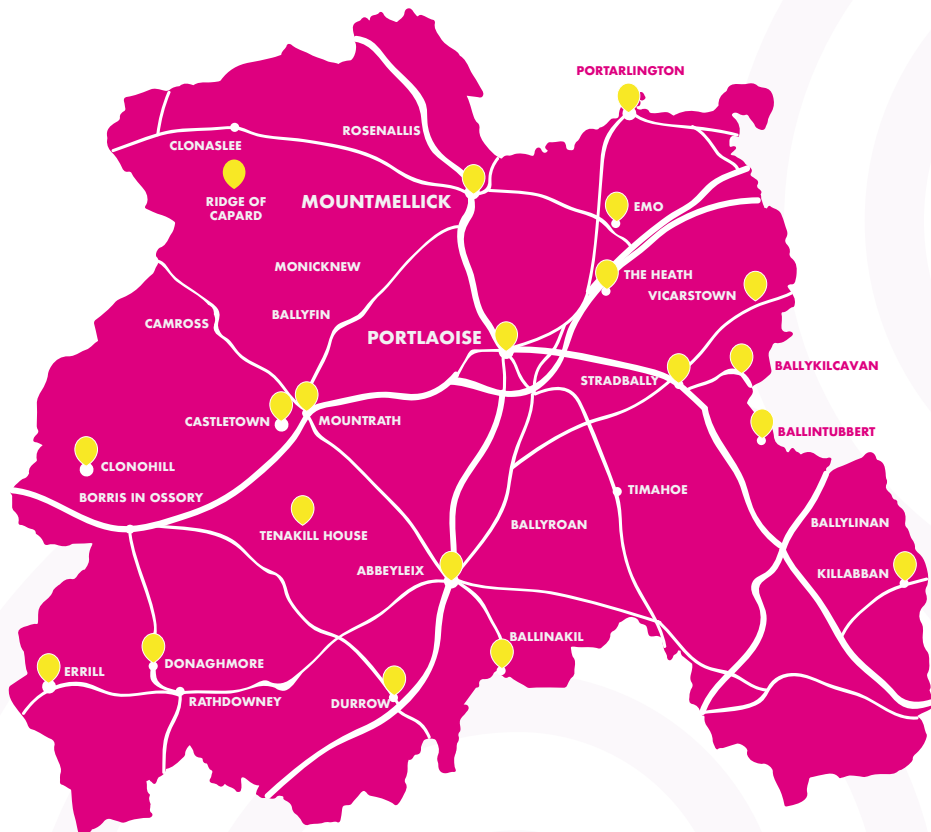 PORTARLINGTON
ROSENALLIS
CLONASLEE
RIDGE OF
CAPARD
MOUNTMELLICK
EMO
MONICKNEW
THE HEATH
VICARSTOWN
BALLYFIN
CAMROSS
PORTLAOISE
BALLYKILCAVAN
STRADBALLY
CASTLETOWN
MOUNTRATH
BALLINTUBBERT
CLONOHILL
BORRIS IN OSSORY
TIMAHOE
BALLYROAN
BALLYLINAN
TENAKILL HOUSE
ABBEYLEIX
KILLABBAN
BALLINAKIL
DONAGHMORE
ERRILL
RATHDOWNEY
DURROW